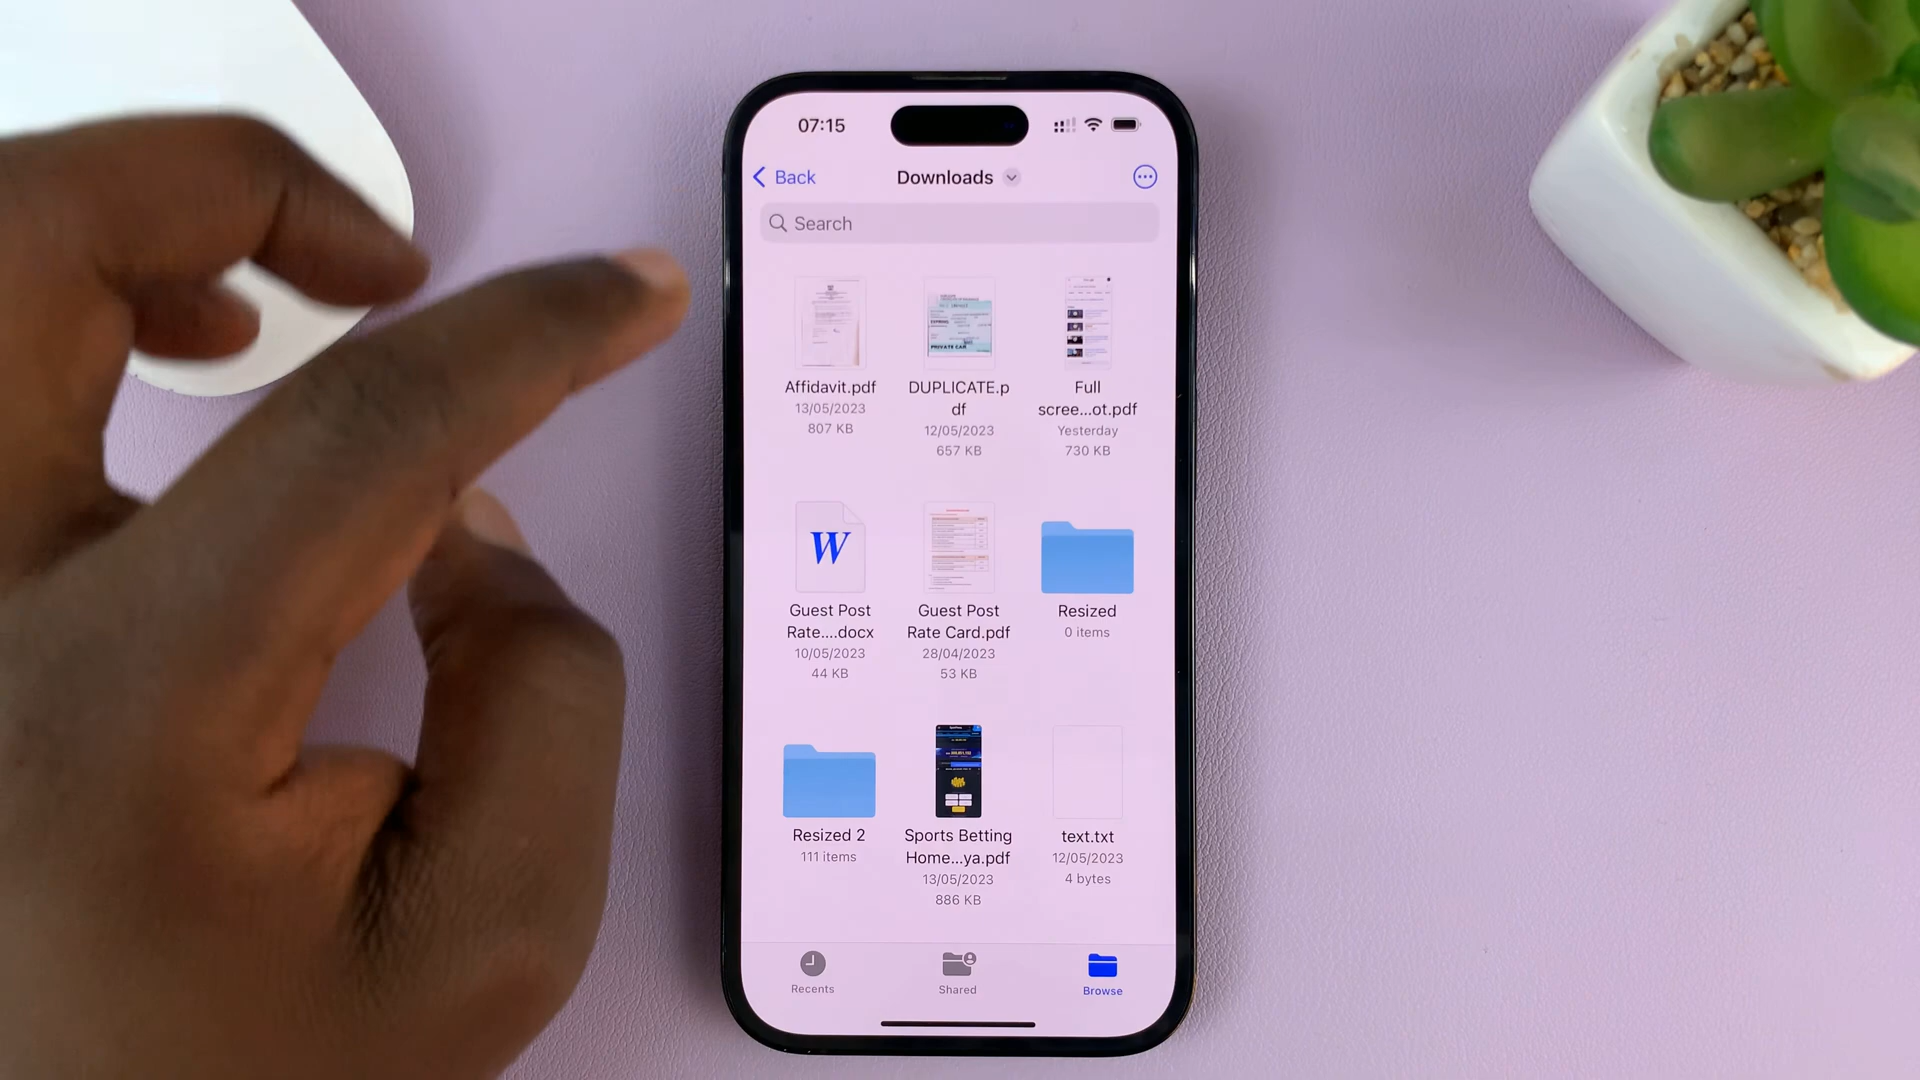 07:15
Back
Downloads
Search
Affidavit.pdf
13/05/2023
807 KB
DUPLICATE.p
df
12/05/2023
657 KB
Full
scree...ot.pdf
Yesterday
730 KB
W
Guest Post
Rate....docx
10/05/2023
44 KB
Guest Post
Rate Card.pdf
28/04/2023
53 KB
Resized
0 items
Resized 2
111 items
Sports Betting
Home...ya.pdf
13/05/2023
886 KB
text.txt
12/05/2023
4 bytes
PRIVATE CAR
Recents
Shared
Browse